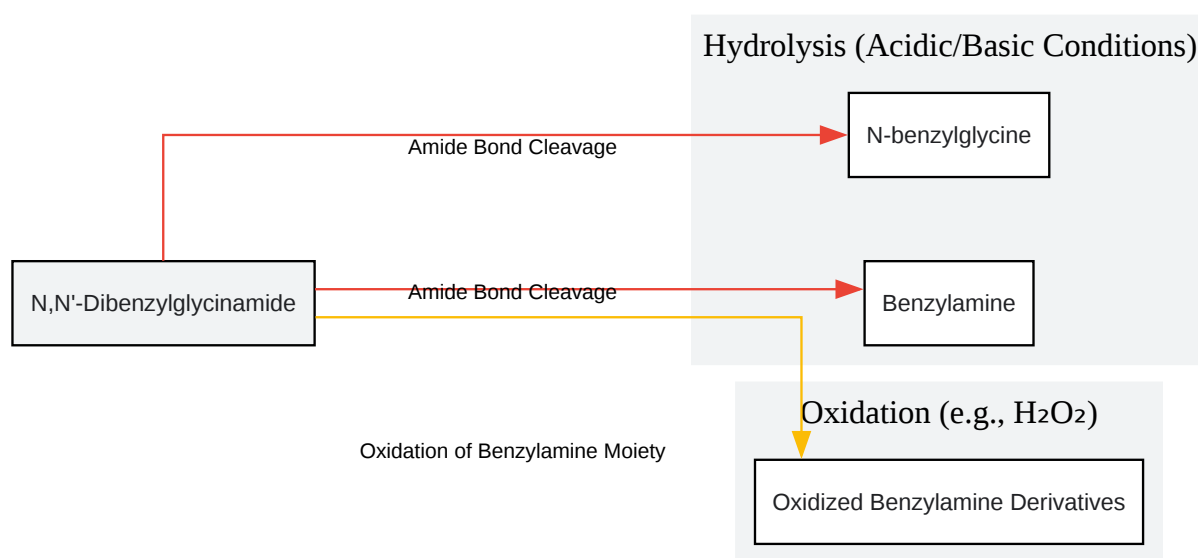 Hydrolysis (Acidic/Basic Conditions)
N-benzylglycine
Amide Bond Cleavage
N,N'-Dibenzylglycinamide
Amide Bond Cleavage
Benzylamine
Oxidation (e.g., H₂O₂)
Oxidation of Benzylamine Moiety
Oxidized Benzylamine Derivatives